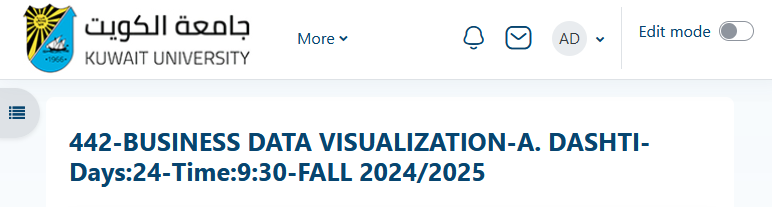 جامعة الكويت
KUWAIT UNIVERSITY
1966
More
AD
Edit mode
442-BUSINESS DATA VISUALIZATION-A. DASHTI-
Days:24-Time:9:30-FALL 2024/2025